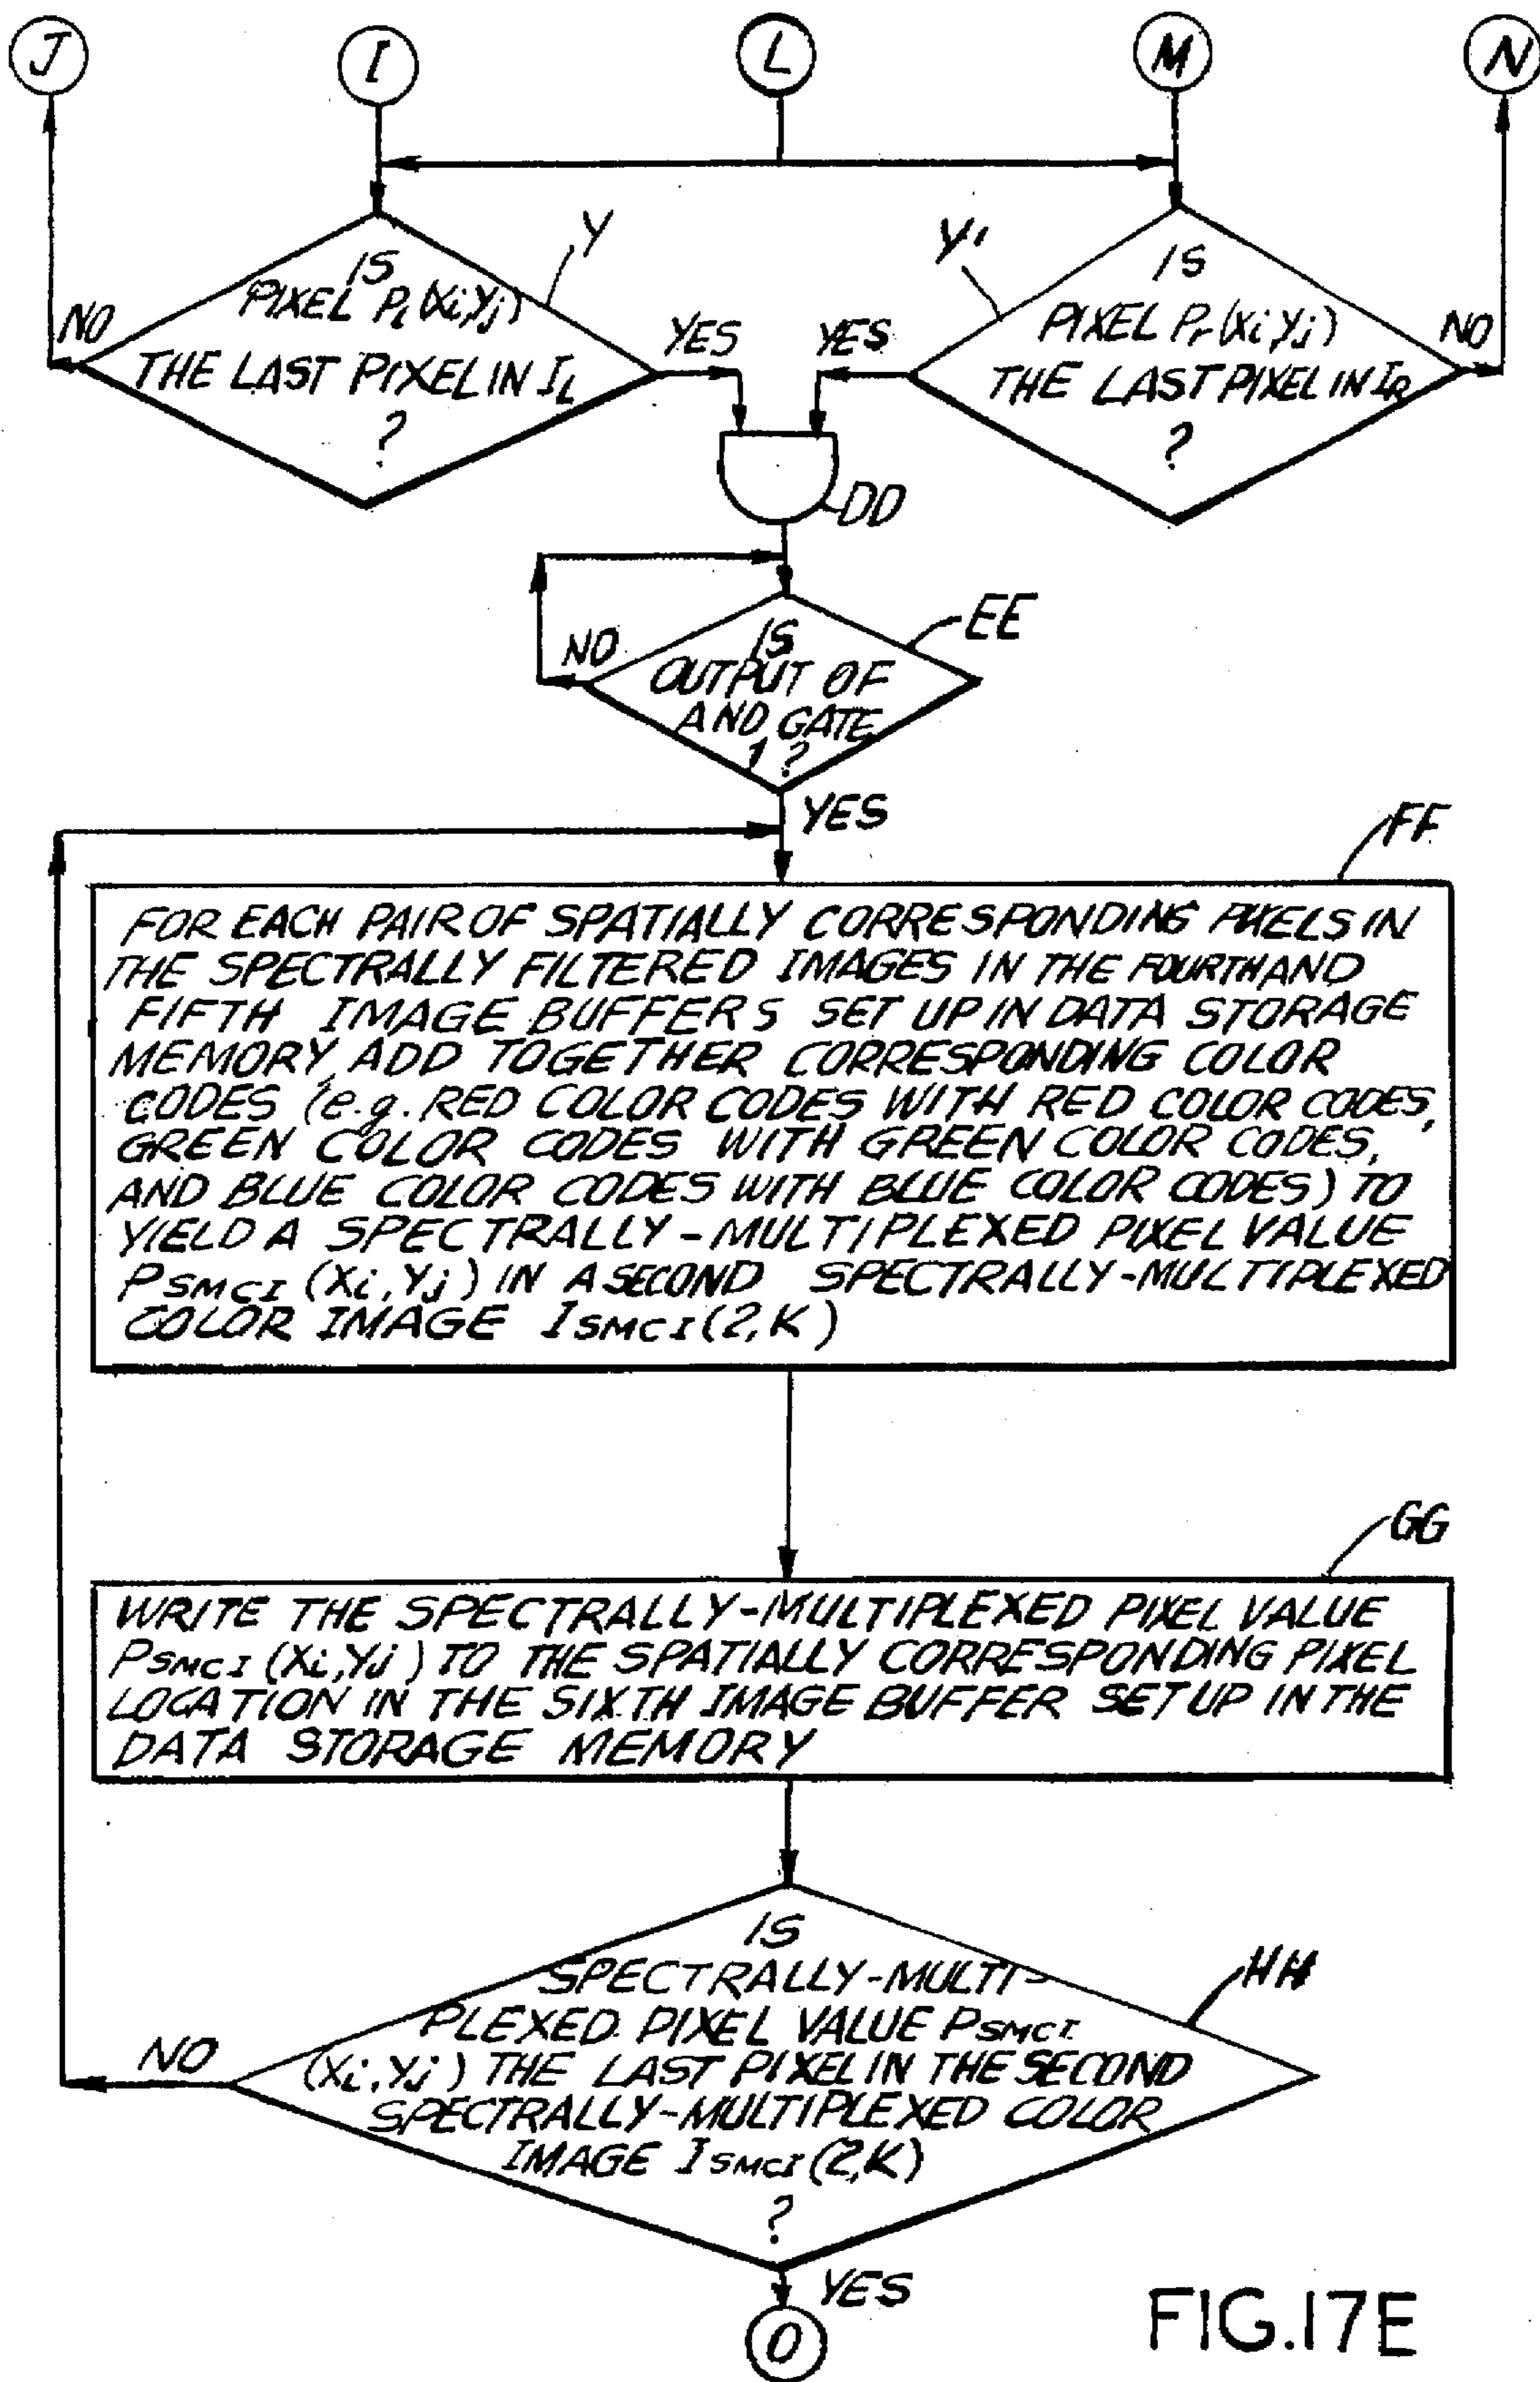 J I L M N
Y
Y'
IS
PIXEL Pl(Xi,Yj)
THE LAST PIXEL IN IL
?
NO
YES
IS
PIXEL Pr(Xi,Yj)
THE LAST PIXEL IN IR
?
YES
NO
DD
EE
IS
OUTPUT OF
AND GATE
1 ?
NO
YES
FF
FOR EACH PAIR OF SPATIALLY CORRESPONDING PIXELS IN
THE SPECTRALLY FILTERED IMAGES IN THE FOURTH AND
FIFTH IMAGE BUFFERS SET UP IN DATA STORAGE
MEMORY, ADD TOGETHER CORRESPONDING COLOR
CODES (e.g. RED COLOR CODES WITH RED COLOR CODES,
GREEN COLOR CODES WITH GREEN COLOR CODES,
AND BLUE COLOR CODES WITH BLUE COLOR CODES) TO
YIELD A SPECTRALLY-MULTIPLEXED PIXEL VALUE
PSMCI (Xi,Yj) IN A SECOND SPECTRALLY-MULTIPLEXED
COLOR IMAGE ISMCI(2,K)
GG
WRITE THE SPECTRALLY-MULTIPLEXED PIXEL VALUE
PSMCI (Xi,Yj) TO THE SPATIALLY CORRESPONDING PIXEL
LOCATION IN THE SIXTH IMAGE BUFFER SET UP IN THE
DATA STORAGE MEMORY
HH
IS
SPECTRALLY-MULTI-
PLEXED PIXEL VALUE PSMCI
(Xi,Yj) THE LAST PIXEL IN THE SECOND
SPECTRALLY-MULTIPLEXED COLOR
IMAGE ISMCI(2,K)
?
NO
YES
O
FIG.17E